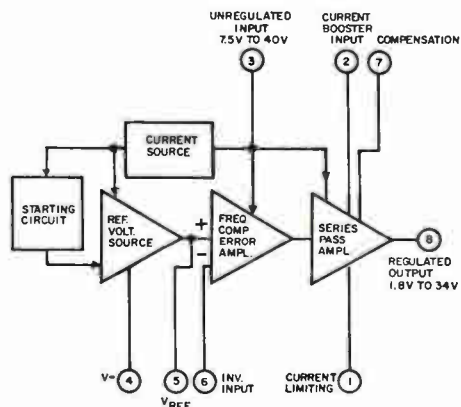 UNREGULATED
INPUT
7.5V TO 40V
3
CURRENT
BOOSTER
INPUT
2
COMPENSATION
7
CURRENT
SOURCE
STARTING
CIRCUIT
REF.
VOLT.
SOURCE
+
−
FREQ
COMP
ERROR
AMPL.
SERIES
PASS
AMPL.
8
REGULATED
OUTPUT
1.8V TO 34V
V− 4
5
VREF
6 INV.
INPUT
CURRENT
LIMITING
1